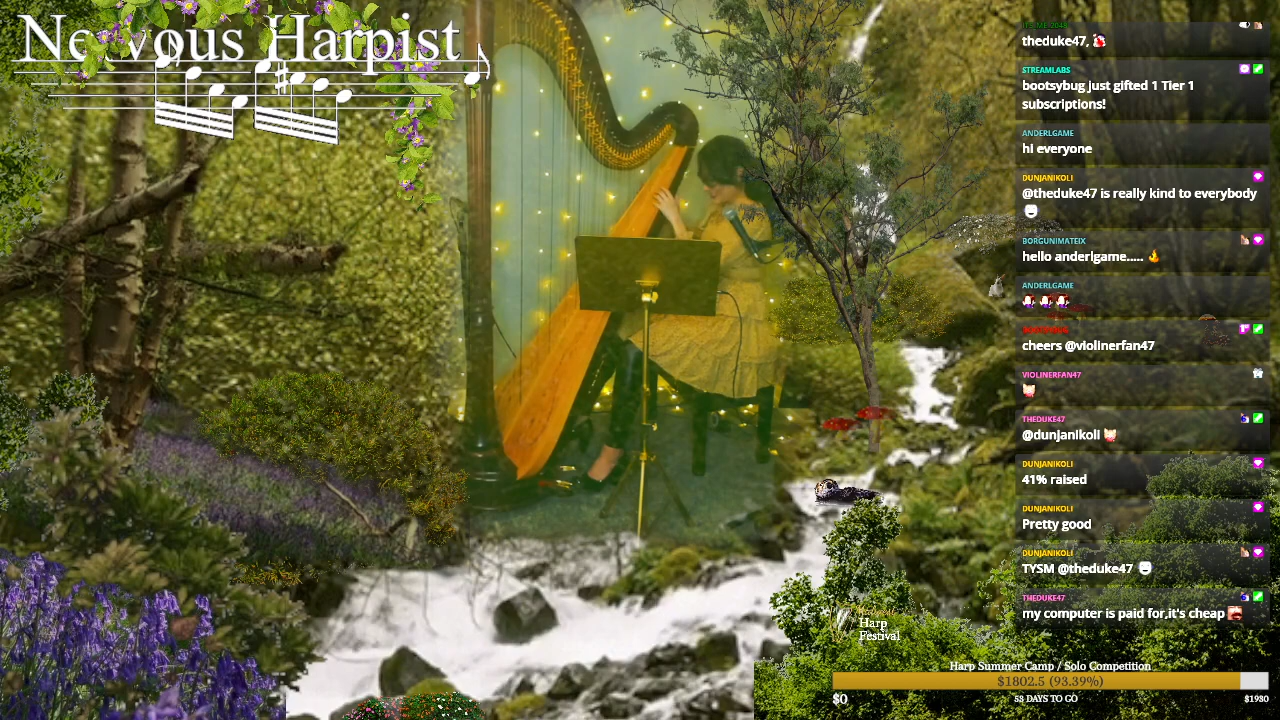 Nervous Harpist
theduke47,
STREAMLABS
bootsybug just gifted 1 Tier 1
subscriptions!
ANDERLGAME
hi everyone
DUNJANIKOLI
@theduke47 is really kind to everybody
BORGUNIMATEIX
hello anderlgame.....
ANDERLGAME
cheers @violinerfan47
VIOLINERFAN47
THEDUKE47
@dunjanikoli
DUNJANIKOLI
41% raised
DUNJANIKOLI
Pretty good
DUNJANIKOLI
TYSM @theduke47
THEDUKE47
my computer is paid for,it's cheap
Harp
Festival
Harp Summer Camp / Solo Competition
$1802.5 (93.39%)
$0
53 DAYS TO GO
$1930